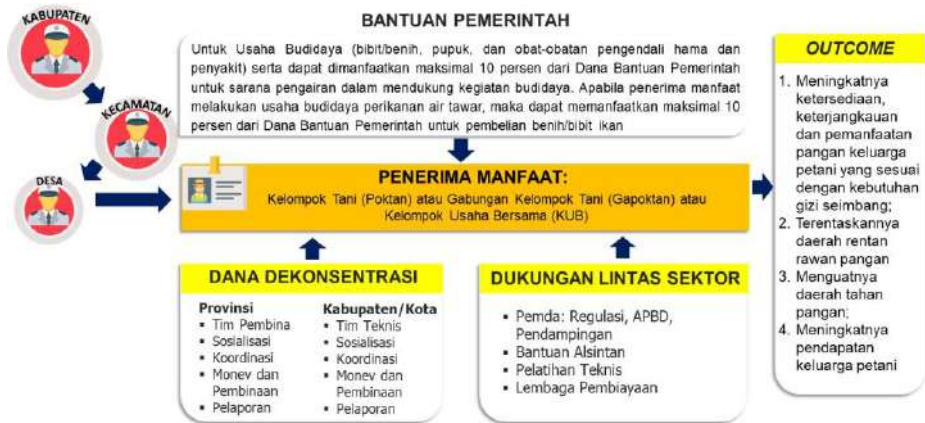 KABUPATEN
KECAMATAN
DESA
BANTUAN PEMERINTAH
Untuk Usaha Budidaya (bibit/benih, pupuk, dan obat-obatan pengendali hama dan
penyakit) serta dapat dimanfaatkan maksimal 10 persen dari Dana Bantuan Pemerintah
untuk sarana pengairan dalam mendukung kegiatan budidaya. Apabila penerima manfaat
melakukan usaha budidaya perikanan air tawar, maka dapat memanfaatkan maksimal 10
persen dari Dana Bantuan Pemerintah untuk pembelian benih/bibit ikan
PENERIMA MANFAAT:
Kelompok Tani (Poktan) atau Gabungan Kelompok Tani (Gapoktan) atau
Kelompok Usaha Bersama (KUB)
DANA DEKONSENTRASI
Provinsi
▪ Tim Pembina
▪ Sosialisasi
▪ Koordinasi
▪ Monev dan
Pembinaan
▪ Pelaporan
Kabupaten/Kota
▪ Tim Teknis
▪ Sosialisasi
▪ Koordinasi
▪ Monev dan
Pembinaan
▪ Pelaporan
DUKUNGAN LINTAS SEKTOR
▪ Pemda: Regulasi, APBD,
Pendampingan
▪ Bantuan Alsintan
▪ Pelatihan Teknis
▪ Lembaga Pembiayaan
OUTCOME
1. Meningkatnya
ketersediaan,
keterjangkauan
dan pemanfaatan
pangan keluarga
petani yang sesuai
dengan kebutuhan
gizi seimbang;
2. Terentaskannya
daerah rentan
rawan pangan
3. Menguatnya
daerah tahan
pangan;
4. Meningkatnya
pendapatan
keluarga petani